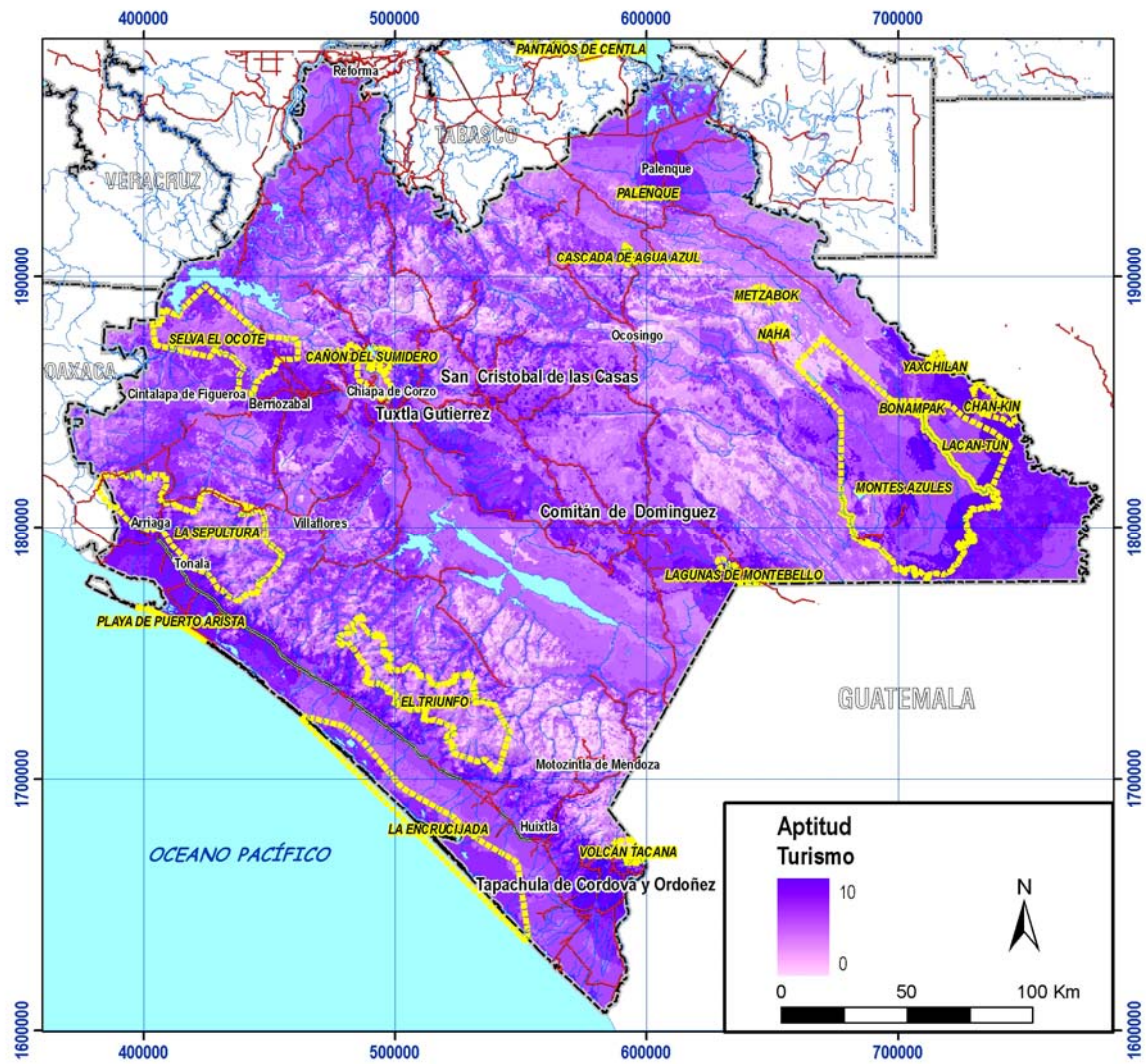 400000
500000
600000
700000
PANTANOS DE CENTLA
Reforma
TABASCO
VERACRUZ
Palenque
PALENQUE
CASCADA DE AGUA AZUL
1900000
1900000
METZABOK
SELVA EL OCOTE
NAHA
Ocosingo
CAÑON DEL SUMIDERO
YAXCHILAN
OAXACA
San Cristobal de las Casas
Cintalapa de Figueroa
Chiapa de Corzo
Berriozabal
BONAMPAK
CHAN-KIN
Tuxtla Gutierrez
LACAN-TUN
MONTES AZULES
Comitán de Dominguez
1800000
1800000
Arriaga
LA SEPULTURA
Villaflores
Tonala
LAGUNAS DE MONTEBELLO
PLAYA DE PUERTO ARISTA
EL TRIUNFO
GUATEMALA
Motozintla de Mendoza
1700000
1700000
LA ENCRUCIJADA
Huixtla
OCEANO PACÍFICO
VOLCAN TACANA
Tapachula de Cordova y Ordoñez
Aptitud
Turismo
10
0
N
0 50 100 Km
1600000
1600000
400000
500000
600000
700000